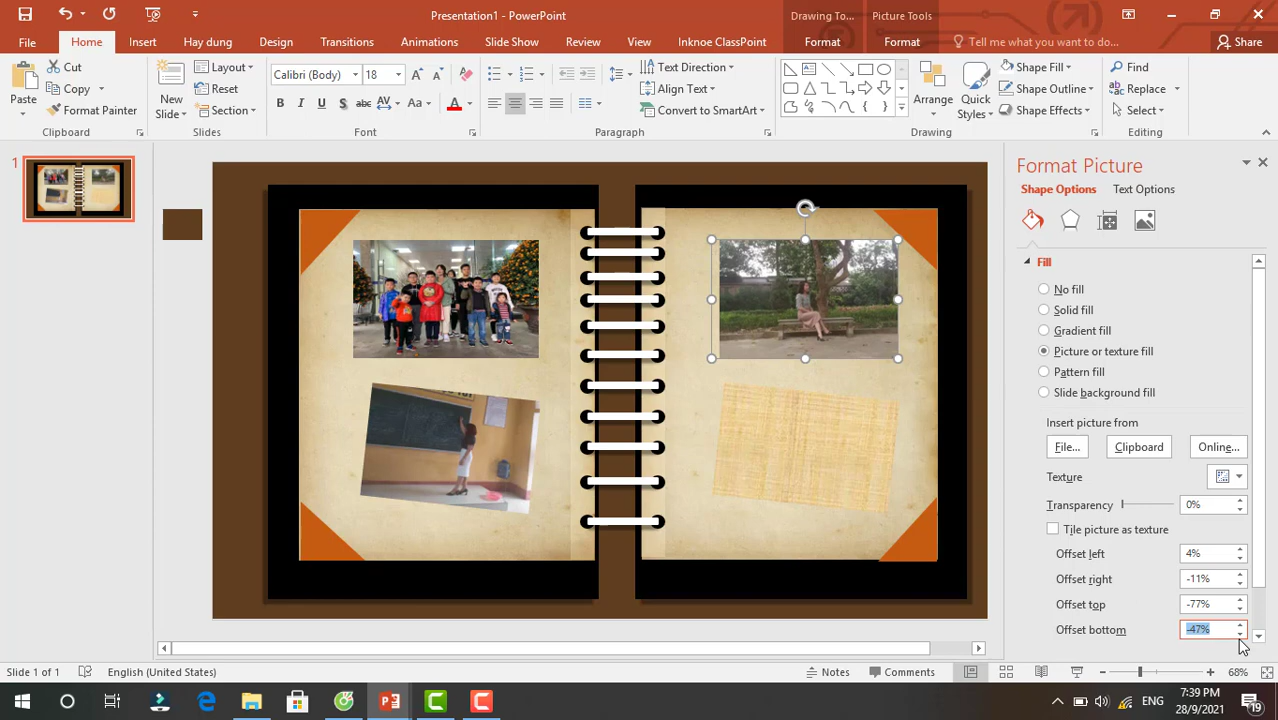 Presentation1 - PowerPoint
Drawing To...
Picture Tools
File
Home
Insert
Hay dung
Design
Transitions
Animations
Slide Show
Review
View
Inknoe ClassPoint
Format
Format
Tell me what you want to do...
Share
Paste
Cut
Copy
Format Painter
Clipboard
New Slide
Layout
Reset
Section
Slides
Calibri (Body)
18
B I U S abc AV Aa A
Font
Text Direction
Align Text
Convert to SmartArt
Paragraph
Arrange
Quick Styles
Shape Fill
Shape Outline
Shape Effects
Drawing
Find
Replace
Select
Editing
1
Format Picture
Shape Options
Text Options
Fill
No fill
Solid fill
Gradient fill
Picture or texture fill
Pattern fill
Slide background fill
Insert picture from
File...
Clipboard
Online...
Texture
Transparency
0%
Tile picture as texture
Offset left
4%
Offset right
-11%
Offset top
-77%
Offset bottom
-47%
Slide 1 of 1
English (United States)
Notes
Comments
68%
ENG
7:39 PM
28/9/2021
19